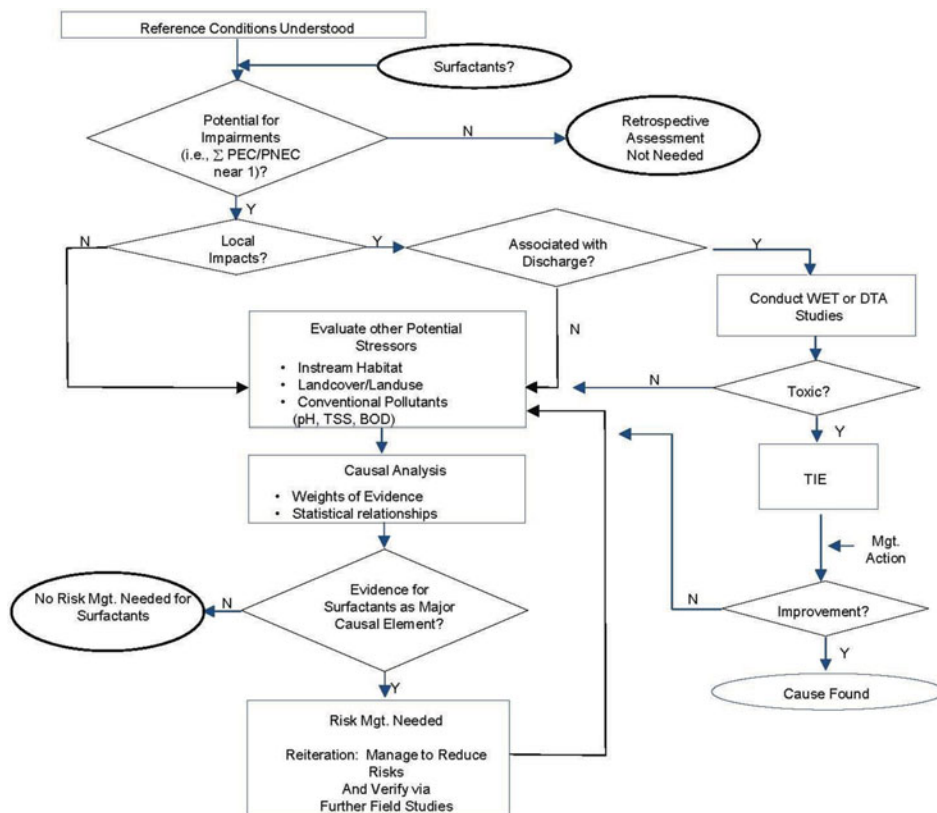 Reference Conditions Understood
Surfactants?
Potential for
Impairments
(i.e., Σ PEC/PNEC
near 1)?
N
Retrospective
Assessment
Not Needed
Y
N
Local
Impacts?
Y
Associated with
Discharge?
Y
Conduct WET or DTA
Studies
N
Evaluate other Potential
Stressors
• Instream Habitat
• Landcover/Landuse
• Conventional Pollutants
(pH, TSS, BOD)
N
Toxic?
Y
TIE
Causal Analysis
• Weights of Evidence
• Statistical relationships
Mgt.
Action
No Risk Mgt. Needed for
Surfactants
N
Evidence for
Surfactants as Major
Causal Element?
N
Improvement?
Y
Cause Found
Y
Risk Mgt. Needed
Reiteration: Manage to Reduce
Risks
And Verify via
Further Field Studies